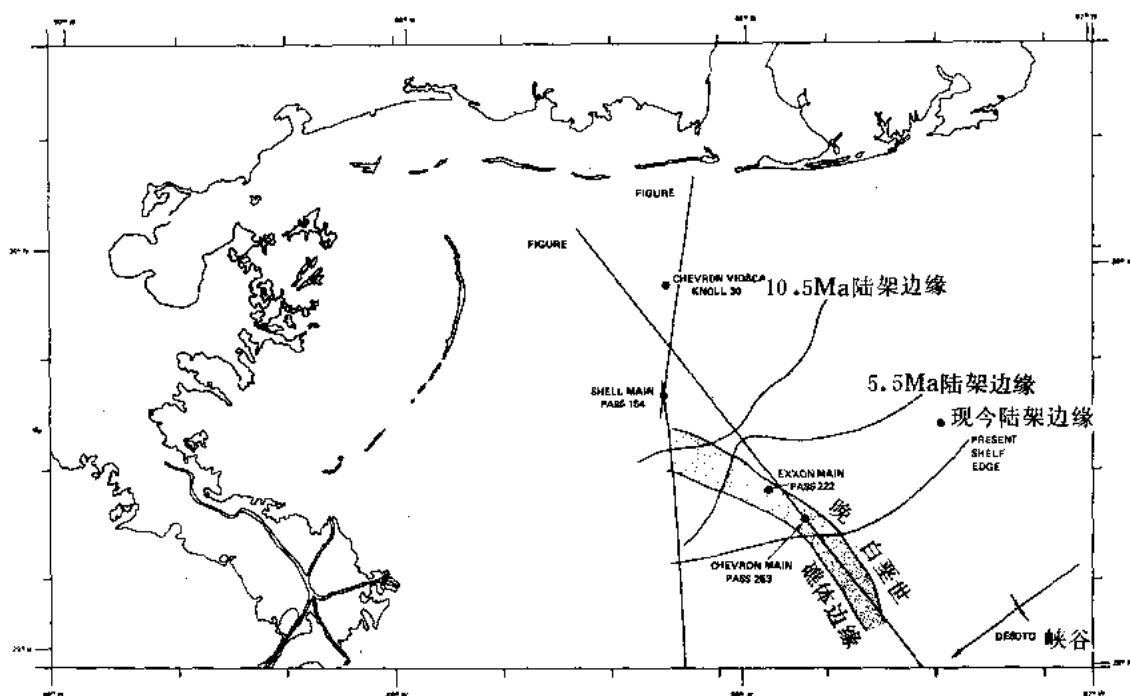 FIGURE
FIGURE
CHEVRON VIOSCA
KNOLL 30
10.5Ma陆架边缘
SHELL MAIN
PASS 154
5.5Ma陆架边缘
现今陆架边缘
PRESENT
SHELF
EDGE
EXXON MAIN
PASS 222
晚
白垩世
CHEVRON MAIN
PASS 253
礁体边缘
DESOTO 峡谷